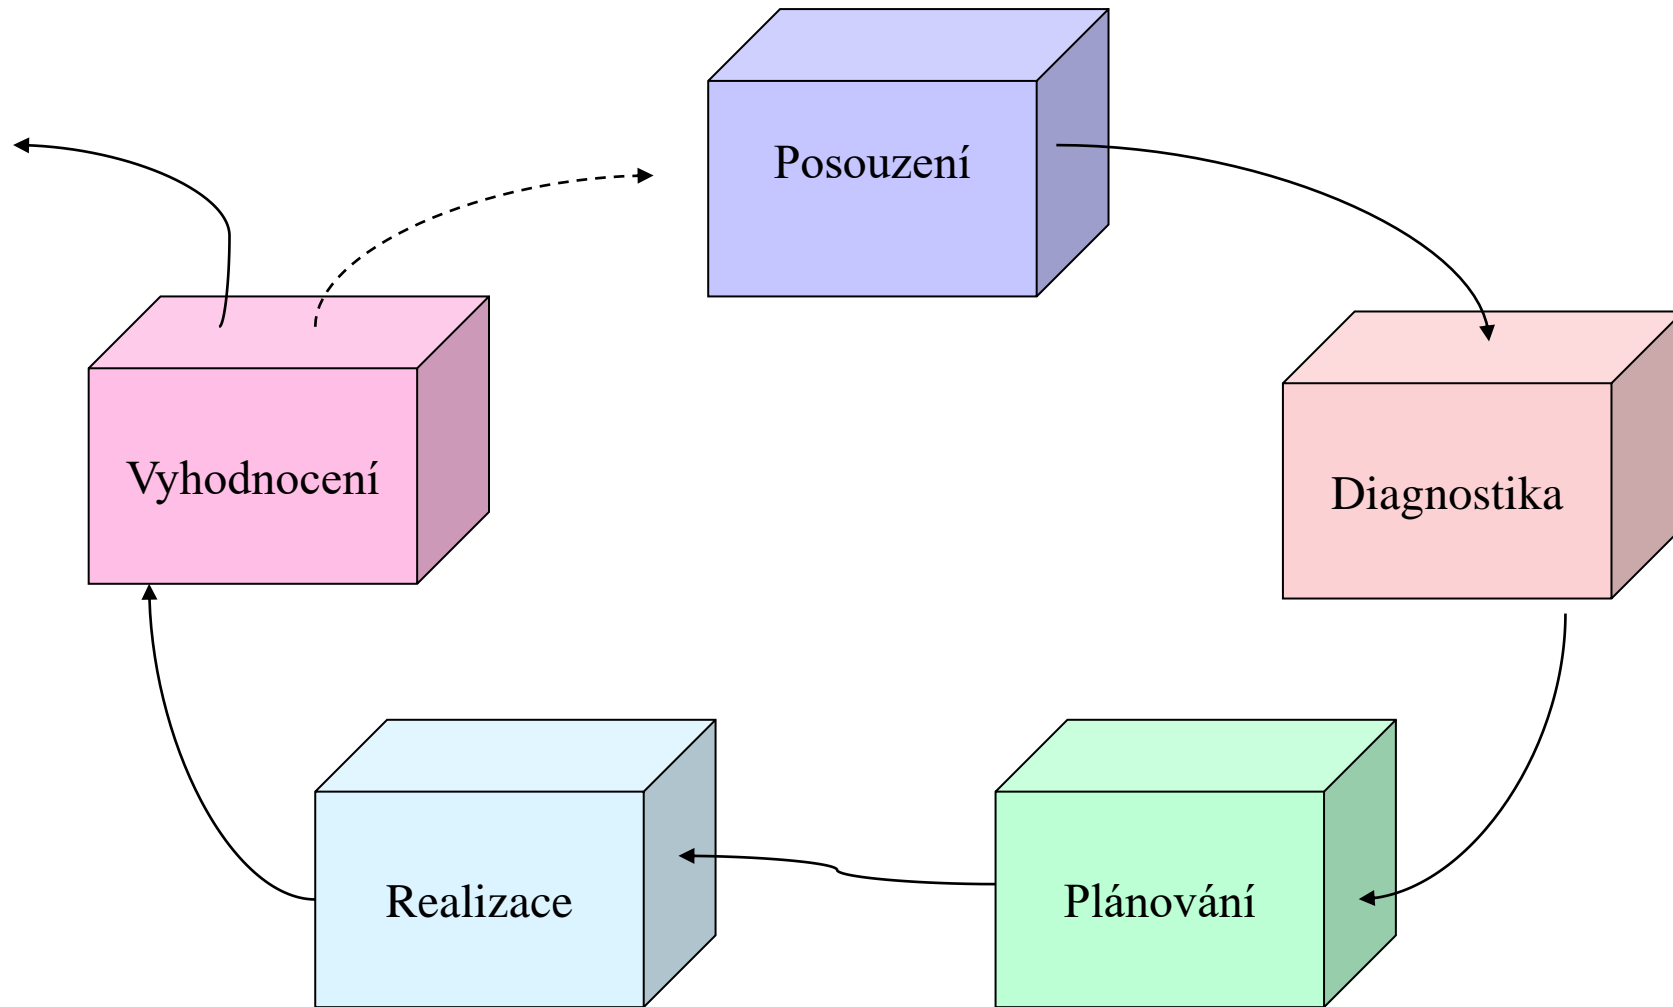 Posouzení
Vyhodnocení
Diagnostika
Realizace
Plánování